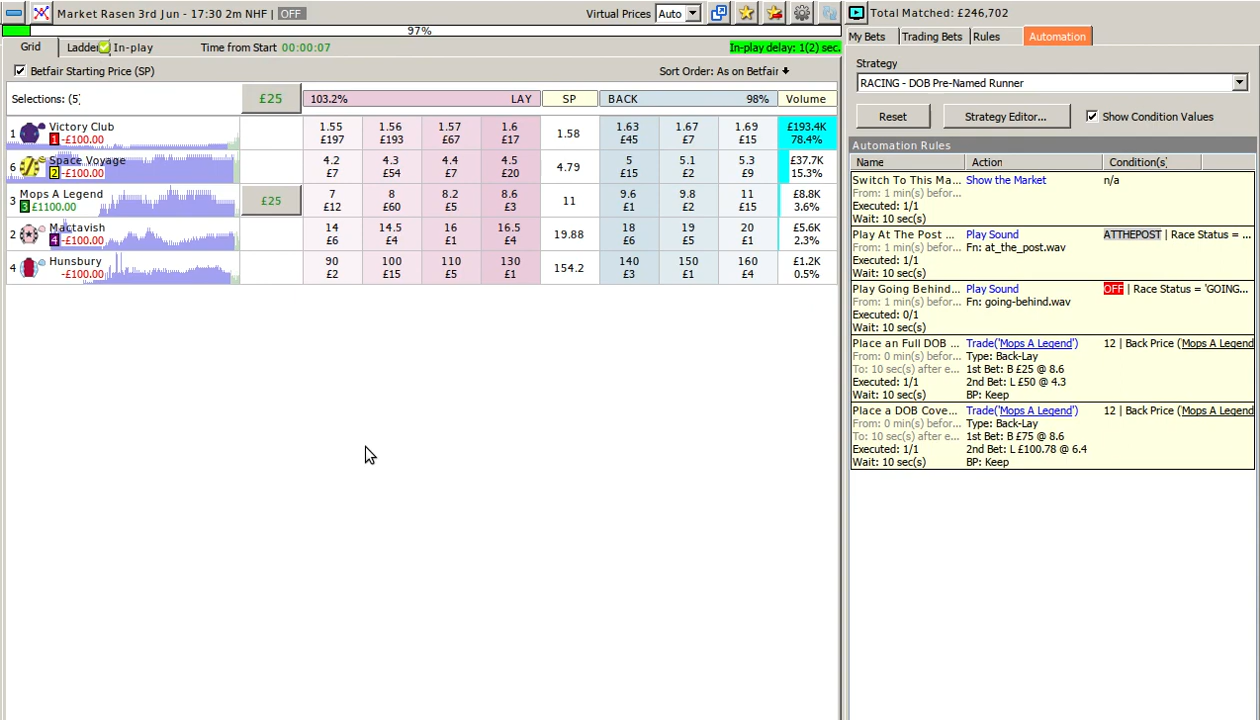 Market Rasen 3rd Jun - 17:30 2m NHF | OFF Virtual Prices Auto
97%
Grid Ladder In-play Time from Start 00:00:07 In-play delay: 1(2) sec.
Betfair Starting Price (SP) Sort Order: As on Betfair
Selections: (5) £25 103.2% LAY SP BACK 98% Volume
1 Victory Club 1.55 1.56 1.57 1.6 1.58 1.63 1.67 1.69 £193.4K
1 -£100.00 £197 £193 £67 £17 £45 £7 £15 78.4%
6 Space Voyage 4.2 4.3 4.4 4.5 4.79 5 5.1 5.3 £37.7K
2 -£100.00 £7 £54 £7 £20 £15 £2 £9 15.3%
3 Mops A Legend £25 7 8 8.2 8.6 11 9.6 9.8 11 £8.8K
3 £1100.00 £12 £60 £5 £3 £1 £2 £15 3.6%
2 Mactavish 14 14.5 16 16.5 19.88 18 19 20 £5.6K
4 -£100.00 £6 £4 £1 £4 £6 £5 £1 2.3%
4 Hunsbury 90 100 110 130 154.2 140 150 160 £1.2K
-£100.00 £2 £15 £5 £1 £3 £1 £4 0.5%
Total Matched: £246,702
My Bets Trading Bets Rules Automation
Strategy
RACING - DOB Pre-Named Runner
Reset Strategy Editor... Show Condition Values
Automation Rules
Name Action Condition(s)
Switch To This Ma... Show the Market n/a
From: 1 min(s) befor...
Executed: 1/1
Wait: 10 sec(s)
Play At The Post ... Play Sound ATTHEPOST | Race Status = ...
From: 1 min(s) befor... Fn: at_the_post.wav
Executed: 1/1
Wait: 10 sec(s)
Play Going Behind... Play Sound OFF | Race Status = 'GOING...
From: 1 min(s) befor... Fn: going-behind.wav
Executed: 0/1
Wait: 10 sec(s)
Place an Full DOB ... Trade('Mops A Legend') 12 | Back Price (Mops A Legend
From: 0 min(s) befor... Type: Back-Lay
To: 10 sec(s) after e... 1st Bet: B £25 @ 8.6
Executed: 1/1 2nd Bet: L £50 @ 4.3
Wait: 10 sec(s) BP: Keep
Place a DOB Cove... Trade('Mops A Legend') 12 | Back Price (Mops A Legend
From: 0 min(s) befor... Type: Back-Lay
To: 10 sec(s) after e... 1st Bet: B £75 @ 8.6
Executed: 1/1 2nd Bet: L £100.78 @ 6.4
Wait: 10 sec(s) BP: Keep